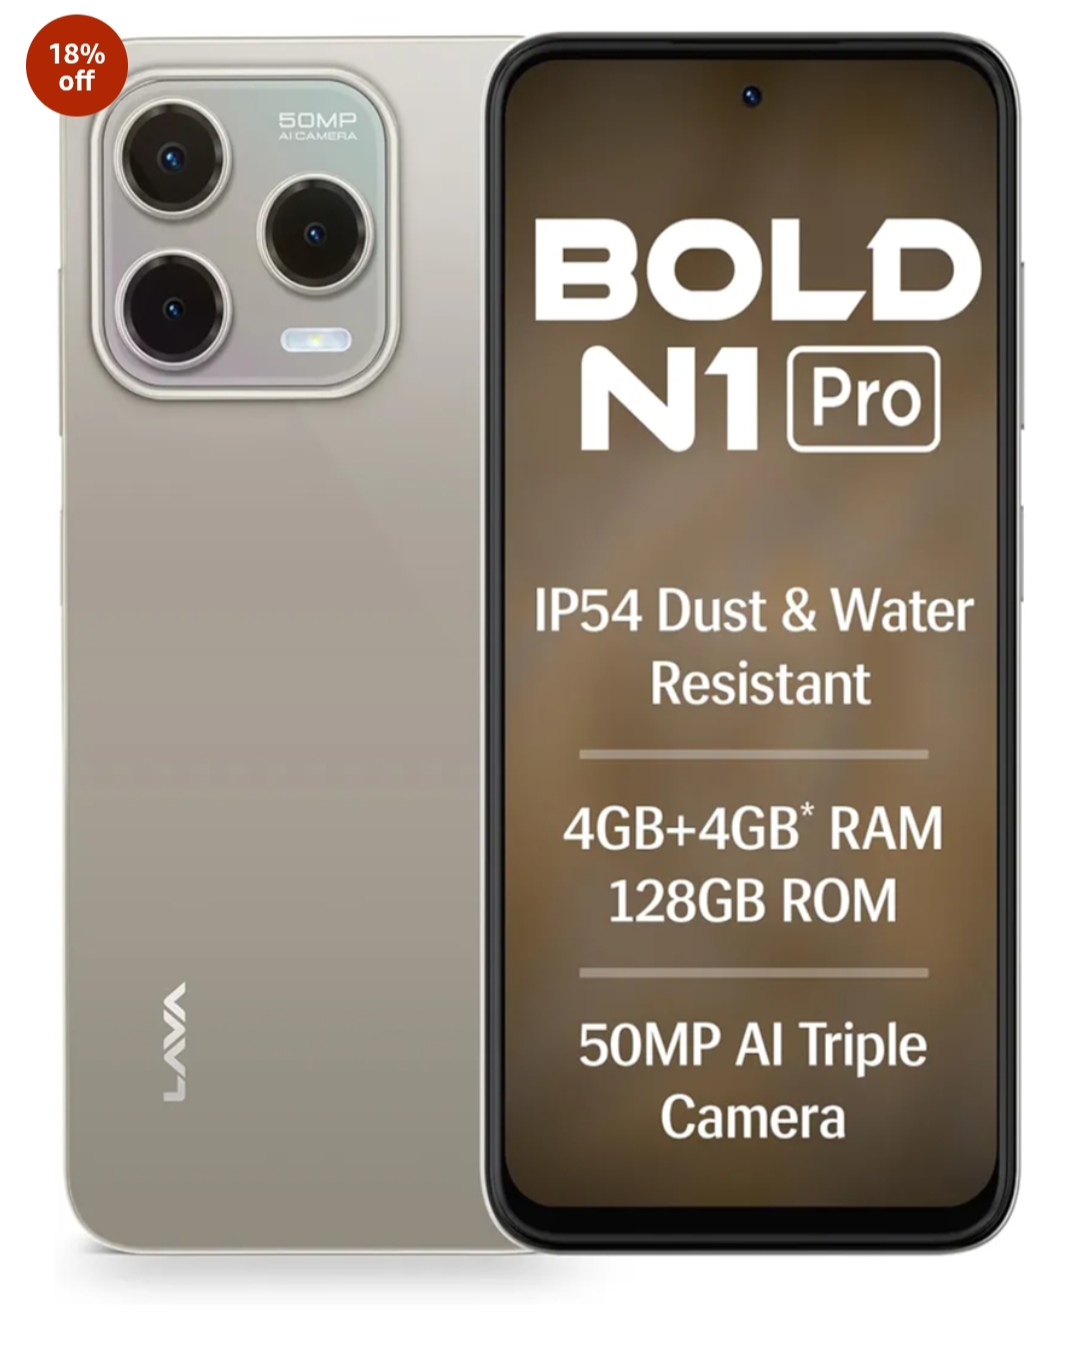 18%
off
50MP
AI CAMERA
BOLD
N1 Pro
IP54 Dust & Water
Resistant
4GB+4GB* RAM
128GB ROM
50MP AI Triple
Camera
LAVA